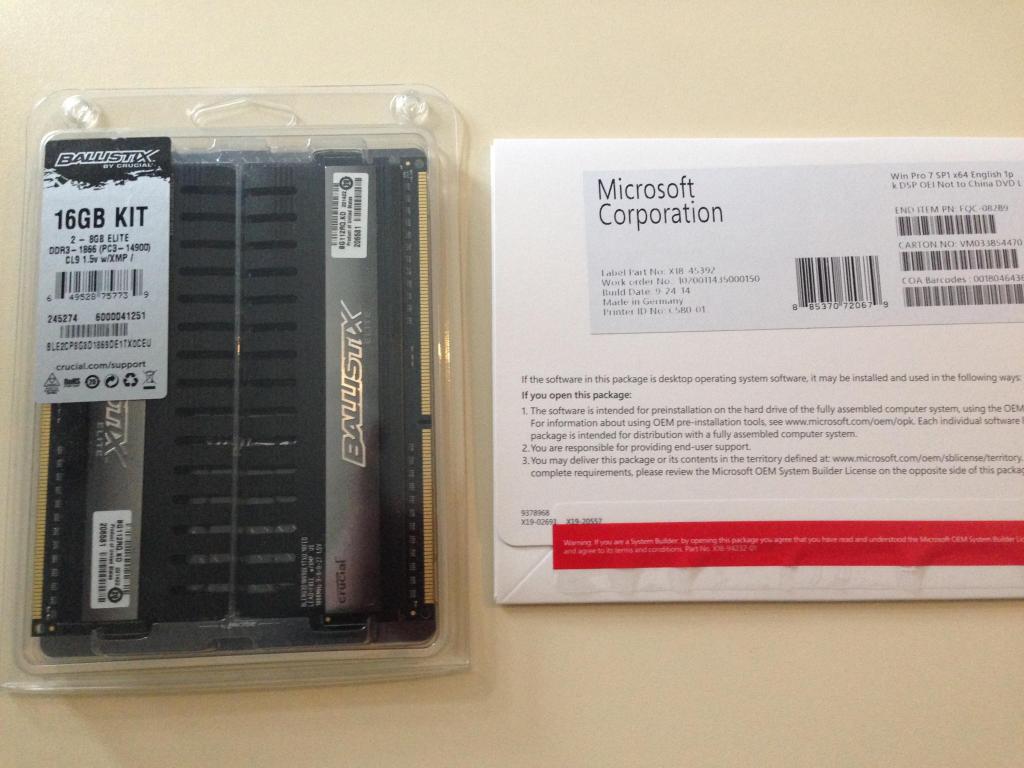 BALLISTIX
BY CRUCIAL
16GB KIT
2 - 8GB ELITE
DDR3-1866 (PC3-14900)
CL9 1.5v w/XMP /
6 49528 75773 9
245274 6000041251
BLE2CP8G3D1869DE1TX0CEU
crucial.com/support
RoHS
20
BALLISTIX
ELITE
crucial
Microsoft
Corporation
Win Pro 7 SP1 x64 English 1p
k DSP OEI Not to China DVD L
END ITEM PN: FQC-08289
CARTON NO: VM033854470
COA Barcodes : 001804643
Label Part No: X18-45392
Work order No.
Build Date: 9-24-14
Made in Germany
Printer ID No: C580-01
8 85370 72067 9
If the software in this package is desktop operating system software, it may be installed and used in the following ways:
If you open this package:
1. The software is intended for preinstallation on the hard drive of the fully assembled computer system, using the OEM
For information about using OEM pre-installation tools, see www.microsoft.com/oem/opk. Each individual software
package is intended for distribution with a fully assembled computer system.
2. You are responsible for providing end-user support.
3. You may deliver this package or its contents in the territory defined at: www.microsoft.com/oem/sblicense/territory.
complete requirements, please review the Microsoft OEM System Builder License on the opposite side of this
9378968
X19-02693 X19-20557
Warning: If you are a System Builder, by opening this package you agree that you have read and understood the Microsoft OEM System Builder
and agree to its terms and conditions. Part No. X18-94232-01